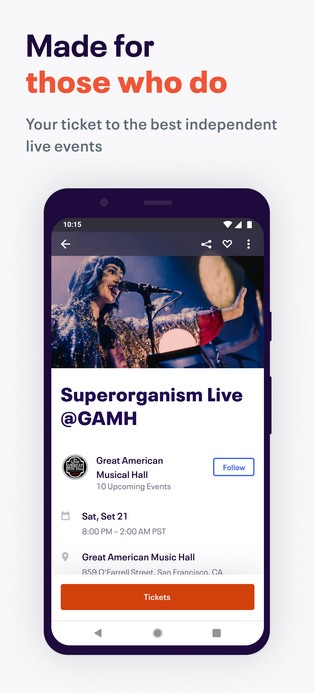 Made for
those who do
Your ticket to the best independent
live events
10:15
Superorganism Live
@GAMH
Great American
Musical Hall
10 Upcoming Events
Follow
Sat, Set 21
8:00 PM – 2:00 AM PST
Great American Music Hall
859 O'Farrell Street, San Francisco, CA
Tickets